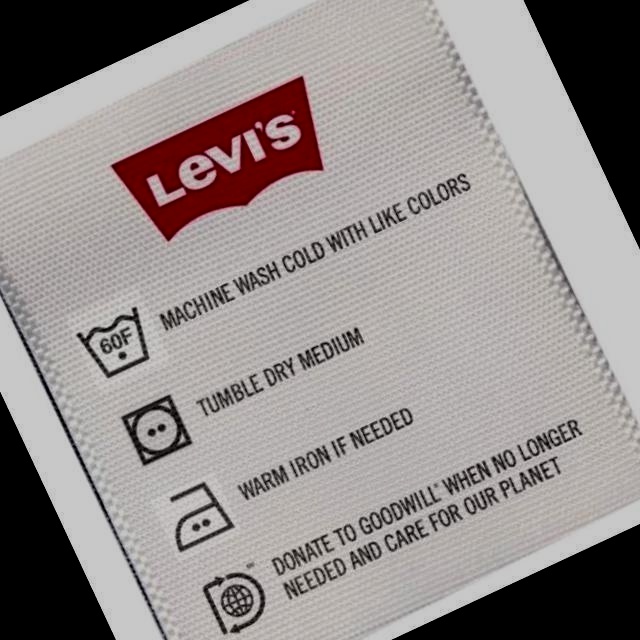 LEVI'S
MACHINE WASH COLD WITH LIKE COLORS
60F
TUMBLE DRY MEDIUM
WARM IRON IF NEEDED
DONATE TO GOODWILL WHEN NO LONGER
NEEDED AND CARE FOR OUR PLANET